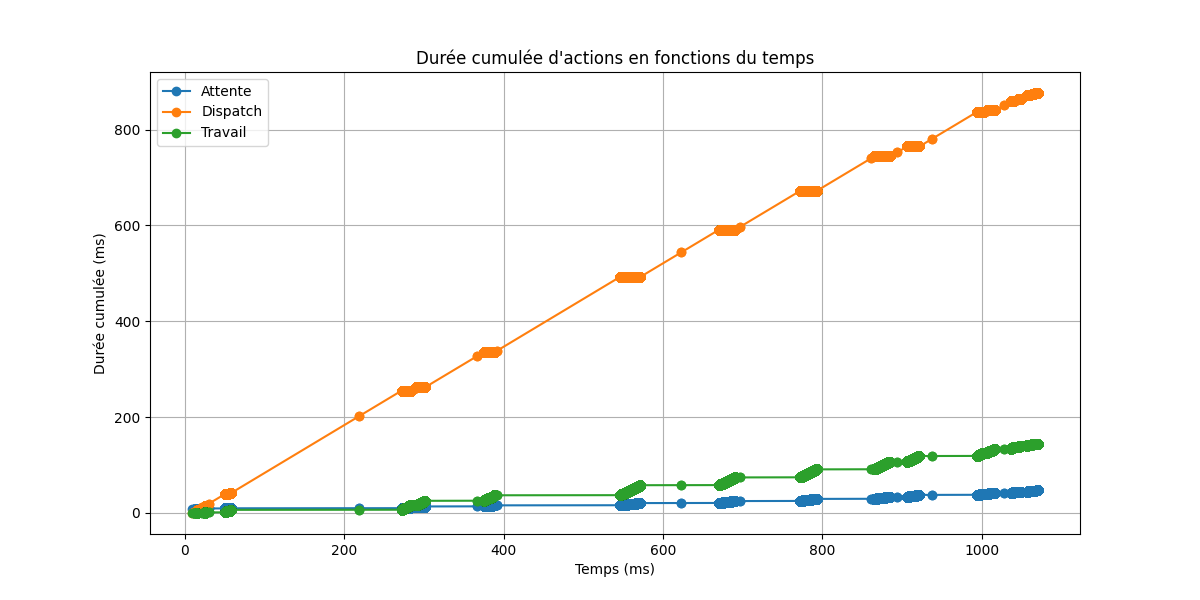 Durée cumulée d'actions en fonctions du temps
Attente
Dispatch
Travail
Durée cumulée (ms)
800
600
400
200
0
0 200 400 600 800 1000
Temps (ms)